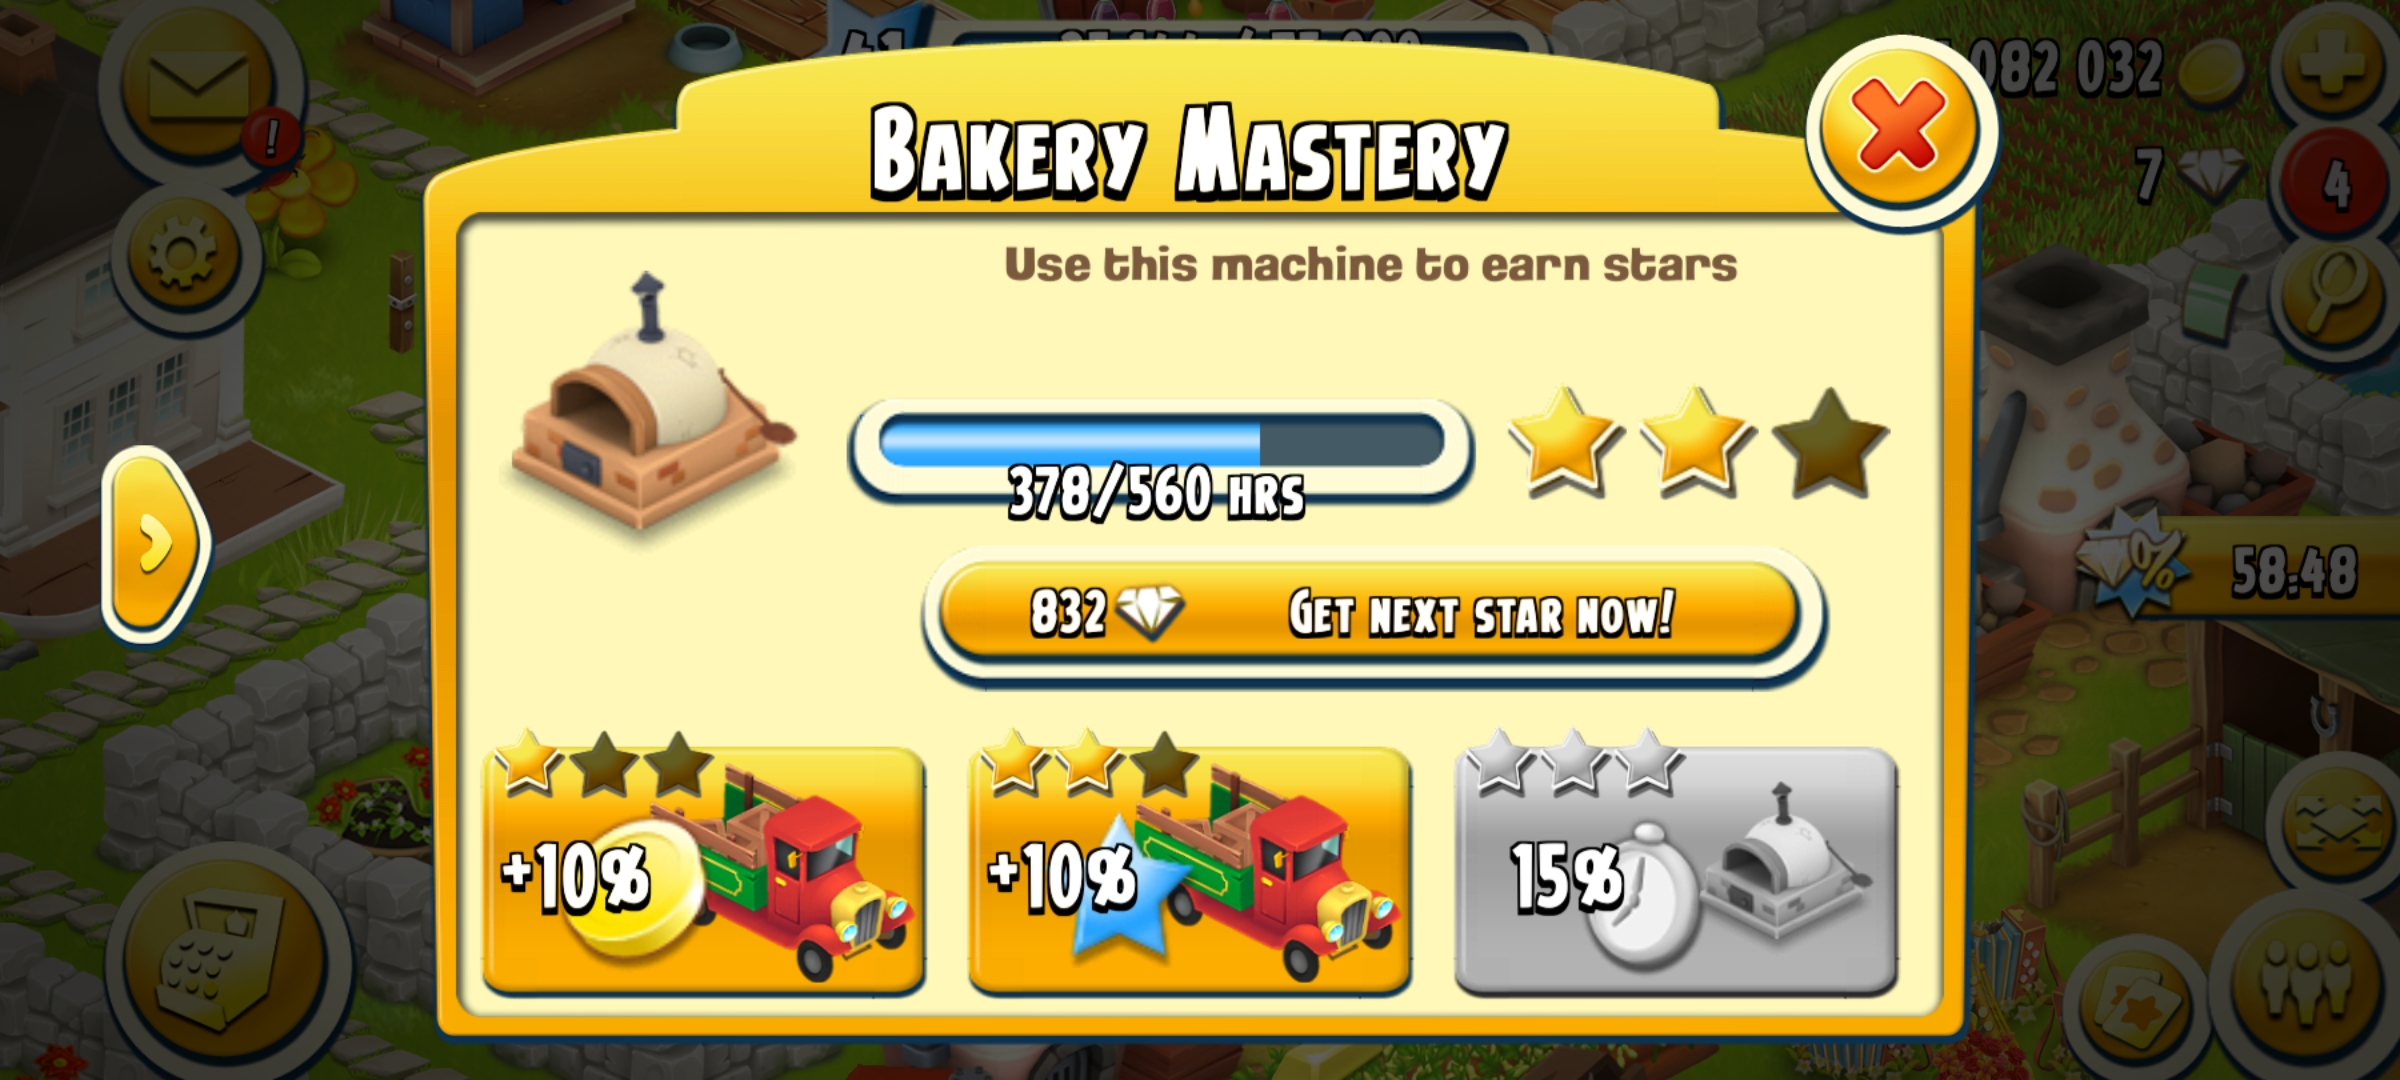 Bakery Mastery
082 032
!
7
4
Use this machine to earn stars
378/560 hrs
832
Get next star now!
%
58:48
+10%
+10%
15%